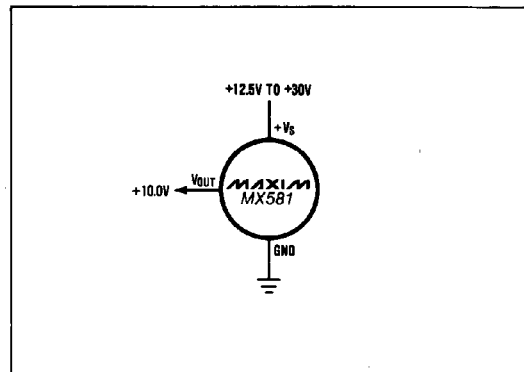 +12.5V TO +30V
+VS
VOUT
+10.0V
MAXIM
MX581
GND